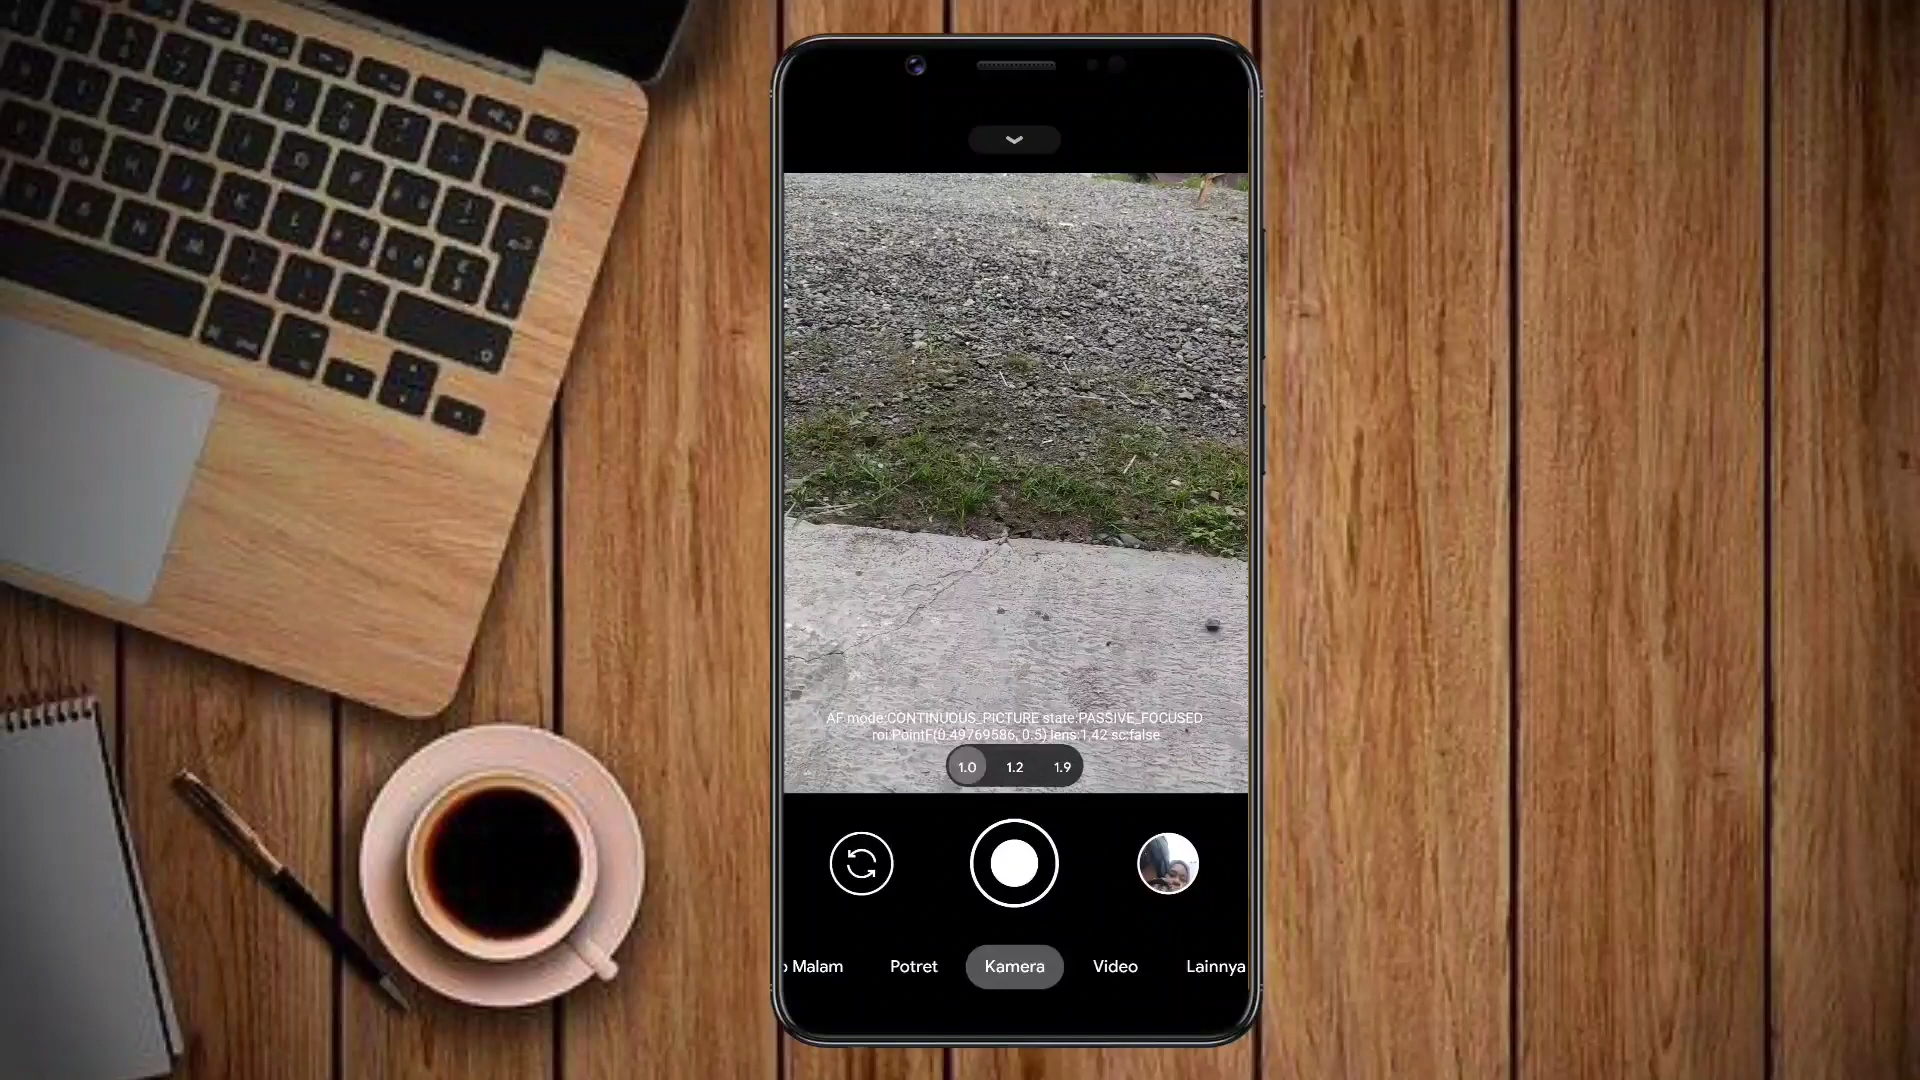 AF mode:CONTINUOUS_PICTURE state:PASSIVE_FOCUSED
roi:PointF(0.49769586, 0.5) lens:1,42 sc:false
1.0 1.2 1.9
Malam Potret Kamera Video Lainnya